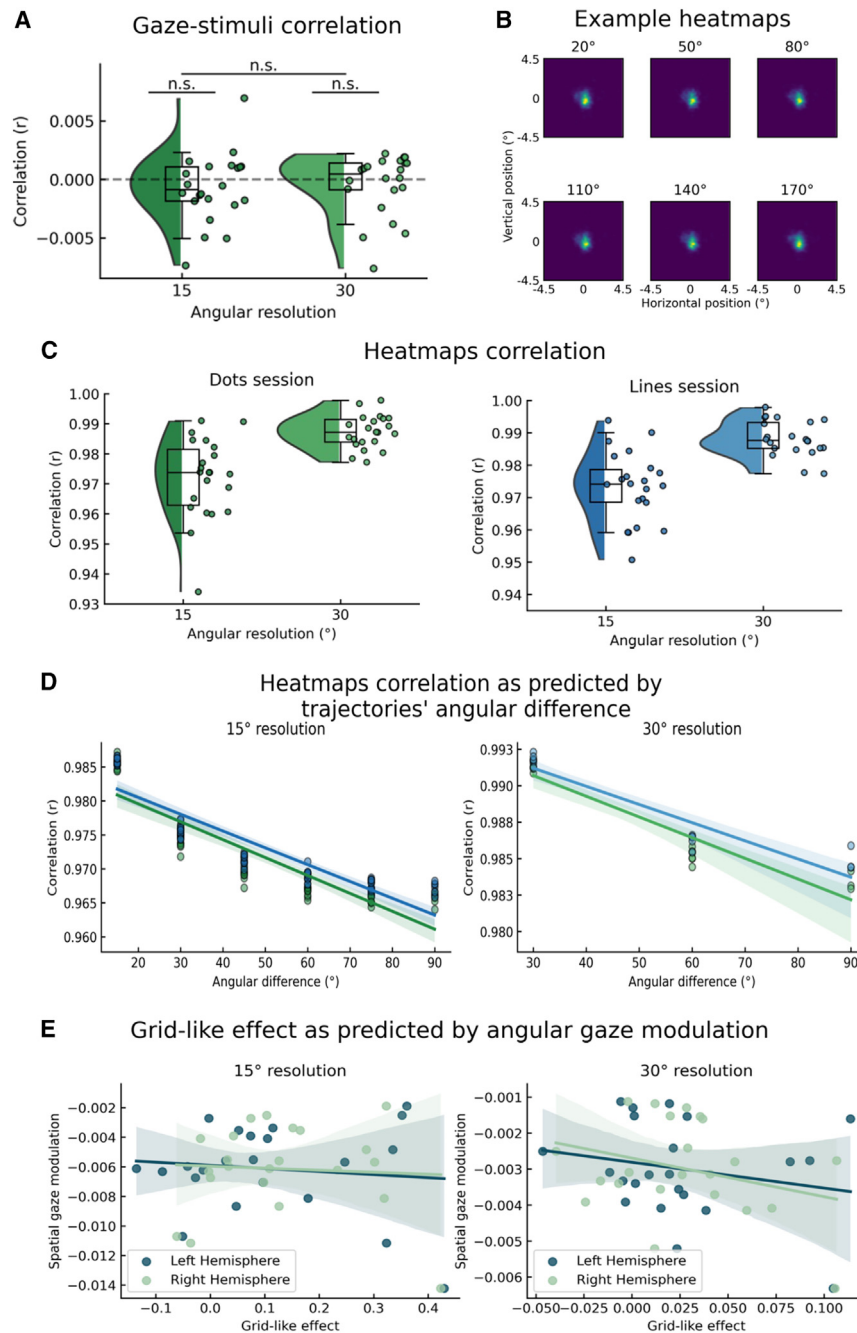 A
Gaze-stimuli correlation
n.s.
n.s.
n.s.
0.005
0.000
−0.005
Correlation (r)
15
30
Angular resolution
B
Example heatmaps
20°
50°
80°
4.5
0
-4.5
110°
140°
170°
4.5
0
-4.5
Vertical position (°)
-4.5
0
4.5
-4.5
0
4.5
-4.5
0
4.5
Horizontal position (°)
C
Heatmaps correlation
Dots session
1.00
0.99
0.98
0.97
0.96
0.95
0.94
0.93
Correlation (r)
15
30
Angular resolution (°)
Lines session
1.00
0.99
0.98
0.97
0.96
0.95
0.94
Correlation (r)
15
30
Angular resolution (°)
D
Heatmaps correlation as predicted by
trajectories' angular difference
15° resolution
0.985
0.980
0.975
0.970
0.965
0.960
Correlation (r)
20
30
40
50
60
70
80
90
Angular difference (°)
30° resolution
0.993
0.990
0.988
0.985
0.983
0.980
Correlation (r)
30
40
50
60
70
80
90
Angular difference (°)
E
Grid-like effect as predicted by angular gaze modulation
15° resolution
−0.002
−0.004
−0.006
−0.008
−0.010
−0.012
−0.014
Spatial gaze modulation
Left Hemisphere
Right Hemisphere
−0.1
0.0
0.1
0.2
0.3
0.4
Grid-like effect
30° resolution
−0.001
−0.002
−0.003
−0.004
−0.005
−0.006
Spatial gaze modulation
Left Hemisphere
Right Hemisphere
−0.050
−0.025
0.000
0.025
0.050
0.075
0.100
Grid-like effect